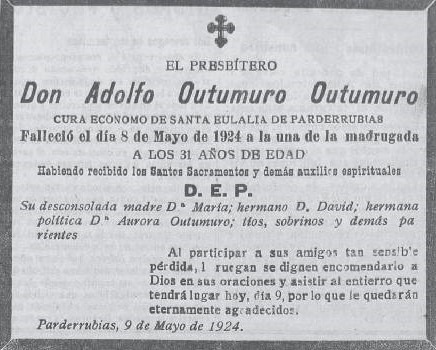 EL PRESBÍTERO
Don Adolfo Outumuro Outumuro
CURA ECONOMO DE SANTA EULALIA DE PARDERRUBIAS
Falleció el día 8 de Mayo de 1924 a la una de la madrugada
A LOS 31 AÑOS DE EDAD
Habiendo recibido los Santos Sacramentos y demás auxilios espirituales
D. E. P.
Su desconsolada madre D.ª María; hermano D. David; hermana
política D.ª Aurora Outumuro; tíos, sobrinos y demás pa
rientes
Al participar a sus amigos tan sensible
pérdida, l ruegan se dignen encomendarlo a
Dios en sus oraciones y asistir al entierro que
tendrá lugar hoy, día 9, por lo que le quedarán
eternamente agradecidos.
Parderrubias, 9 de Mayo de 1924.